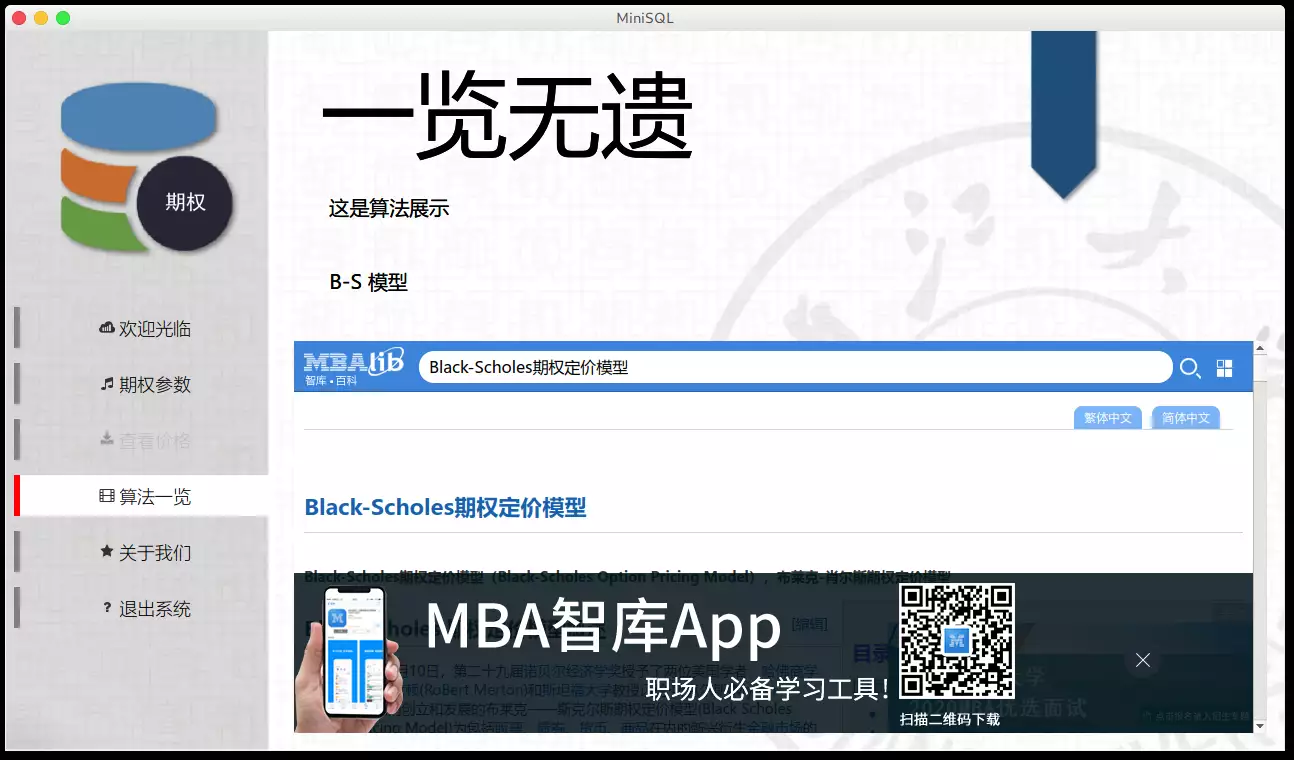 MiniSQL
期权
欢迎光临
期权参数
查看价格
算法一览
关于我们
退出系统
一览无遗
这是算法展示
B-S 模型
MBAlib
智库·百科
Black-Scholes期权定价模型
繁体中文
简体中文
Black-Scholes期权定价模型
Black-Scholes期权定价模型（Black-Scholes Option Pricing Model），布莱克-肖尔斯期权定价模型
[编辑]
目录
MBA智库App
职场人必备学习工具!
扫描二维码下载
江大